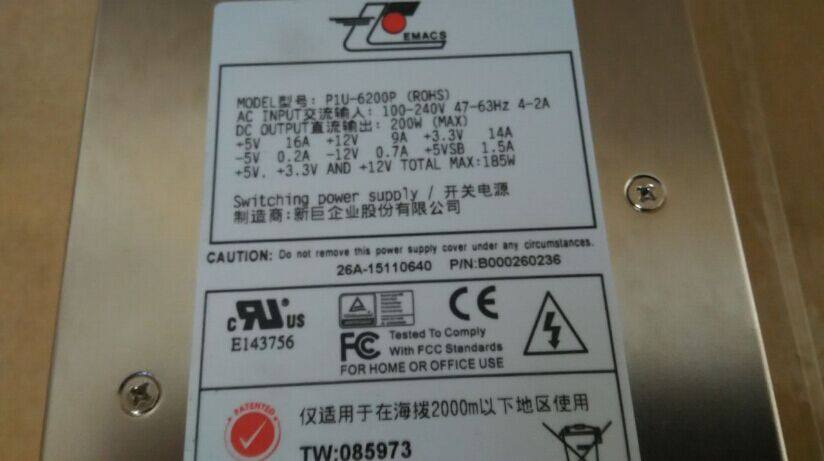 EMACS
MODEL型号: P1U-6200P (ROHS)
AC INPUT交流输入: 100-240V 47-63Hz 4-2A
DC OUTPUT直流输出: 200W (MAX)
+5V 16A +12V 9A +3.3V 14A
-5V 0.2A -12V 0.7A +5VSB 1.5A
+5V. +3.3V AND +12V TOTAL MAX:185W
Switching power supply / 开关电源
制造商:新巨企业股份有限公司
CAUTION: Do not remove this power supply cover under any circumstances.
26A-15110640 P/N:B000260236
c RU US
E143756
CE
FC Tested To Comply
With FCC Standards
FOR HOME OR OFFICE USE
PATENTED
仅适用于在海拨2000m以下地区使用
TW:085973